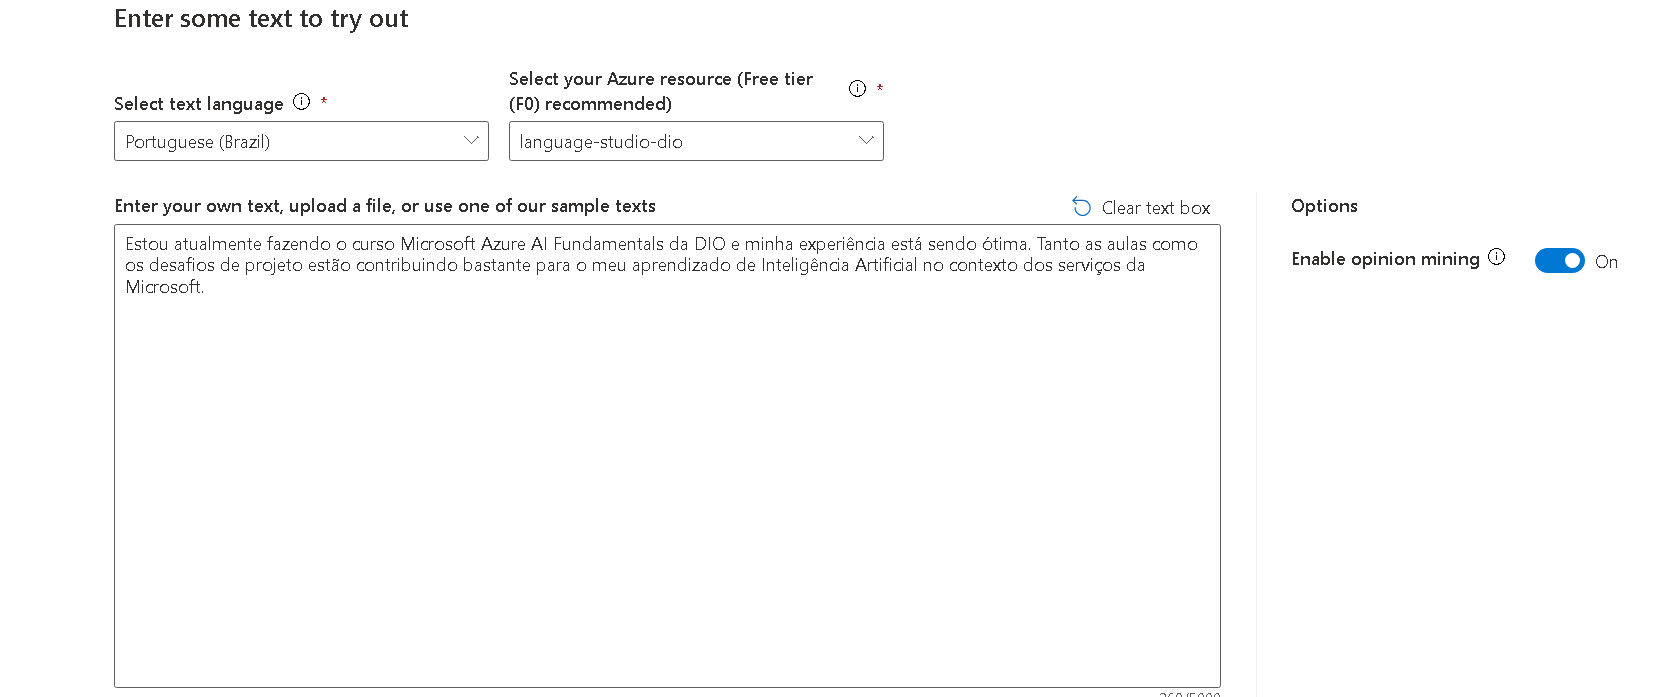 Enter some text to try out
Select text language
*
Select your Azure resource (Free tier
(F0) recommended)
*
Portuguese (Brazil)
language-studio-dio
Enter your own text, upload a file, or use one of our sample texts
Clear text box
Estou atualmente fazendo o curso Microsoft Azure AI Fundamentals da DIO e minha experiência está sendo ótima. Tanto as aulas como
os desafios de projeto estão contribuindo bastante para o meu aprendizado de Inteligência Artificial no contexto dos serviços da
Microsoft.
Options
Enable opinion mining
On